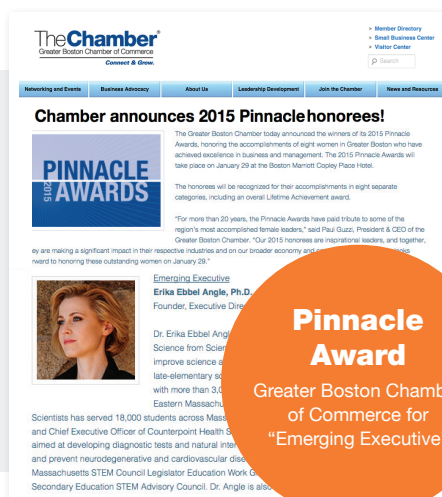 TheChamber®
Greater Boston Chamber of Commerce
Connect & Grow.
Member Directory
Small Business Center
Visitor Center
Search
Networking and Events
Business Advocacy
About Us
Leadership Development
Join the Chamber
News and Resources
Chamber announces 2015 Pinnacle honorees!
PINNACLE
2015 AWARDS
The Greater Boston Chamber today announced the winners of its 2015 Pinnacle
Awards, honoring the accomplishments of eight women in Greater Boston who have
achieved excellence in business and management. The 2015 Pinnacle Awards will
take place on January 29 at the Boston Marriott Copley Place Hotel.
The honorees will be recognized for their accomplishments in eight separate
categories, including an overall Lifetime Achievement award.
"For more than 20 years, the Pinnacle Awards have paid tribute to some of the
region's most accomplished female leaders," said Paul Guzzi, President & CEO of the
Greater Boston Chamber. "Our 2015 honorees are inspirational leaders, and together,
ey are making a significant impact in their respective industries and on our broader economy and
rward to honoring these outstanding women on January 29."
Emerging Executive
Erika Ebbel Angle, Ph.D.
Founder, Executive Dire
Dr. Erika Ebbel Angl
Science from Scien
improve science a
late-elementary sc
with more than 3,0
Eastern Massachu
Scientists has served 18,000 students across Mass
and Chief Executive Officer of Counterpoint Health S
aimed at developing diagnostic tests and natural inter
and prevent neurodegenerative and cardiovascular dise
Massachusetts STEM Council Legislator Education Work G
Secondary Education STEM Advisory Council. Dr. Angle is also
Pinnacle
Award
Greater Boston Chamb
of Commerce for
"Emerging Executive